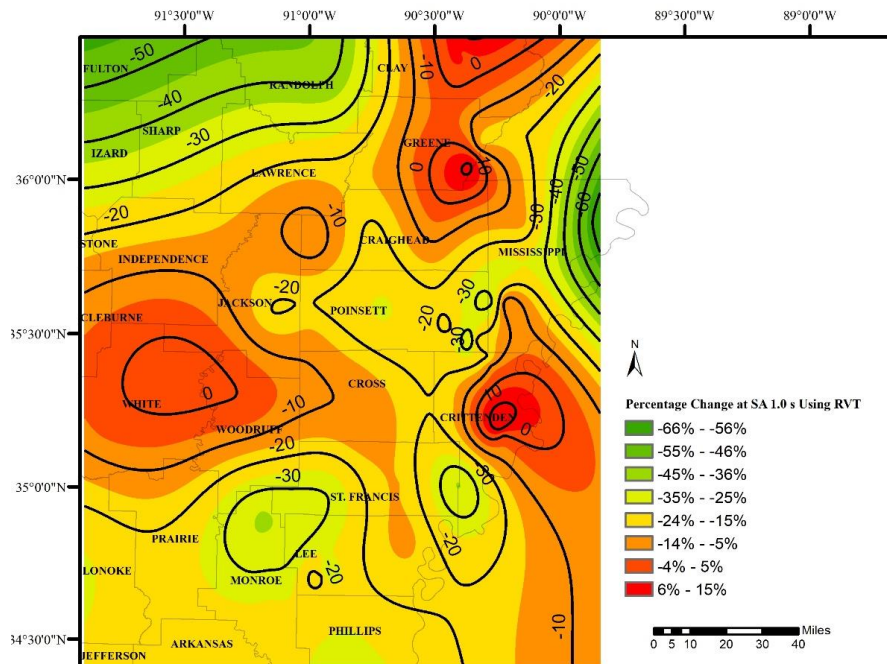 91°30'0"W 91°0'0"W 90°30'0"W 90°0'0"W 89°30'0"W 89°0'0"W
-50
FULTON
CLAY
-10
0
RANDOLPH
-20
-40
SHARP
-30
GREENE
IZARD
0
10
-50
LAWRENCE
36°0'0"N
-40
-60
-20
-10
-30
STONE
CRAIGHEAD
MISSISSIPPI
INDEPENDENCE
-20
-30
JACKSON
POINSETT
CLEBURNE
-20
35°30'0"N
-30
N
CROSS
WHITE
0
-10
10
Percentage Change at SA 1.0 s Using RVT
CRITTENDEN
0
WOODRUFF
-66% - -56%
-20
-55% - -46%
-30
-30
-45% - -36%
35°0'0"N
ST. FRANCIS
-35% - -25%
-24% - -15%
PRAIRIE
-20
LEE
-14% - -5%
LONOKE
-20
MONROE
-4% - 5%
6% - 15%
-10
PHILLIPS
Miles
34°30'0"N
ARKANSAS
0 5 10 20 30 40
JEFFERSON